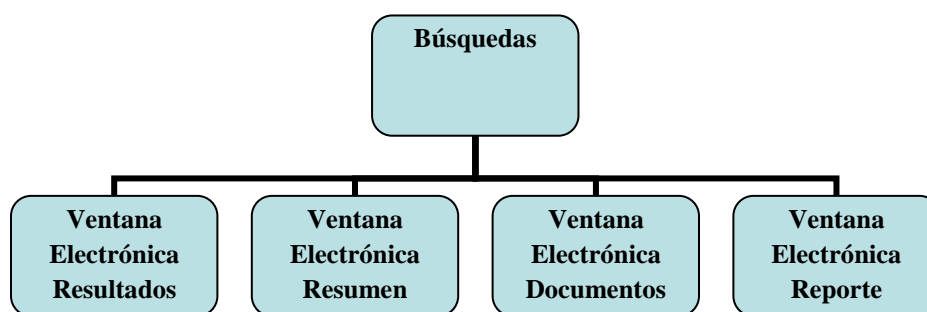 Búsquedas
Ventana
Electrónica
Resultados
Ventana
Electrónica
Resumen
Ventana
Electrónica
Documentos
Ventana
Electrónica
Reporte